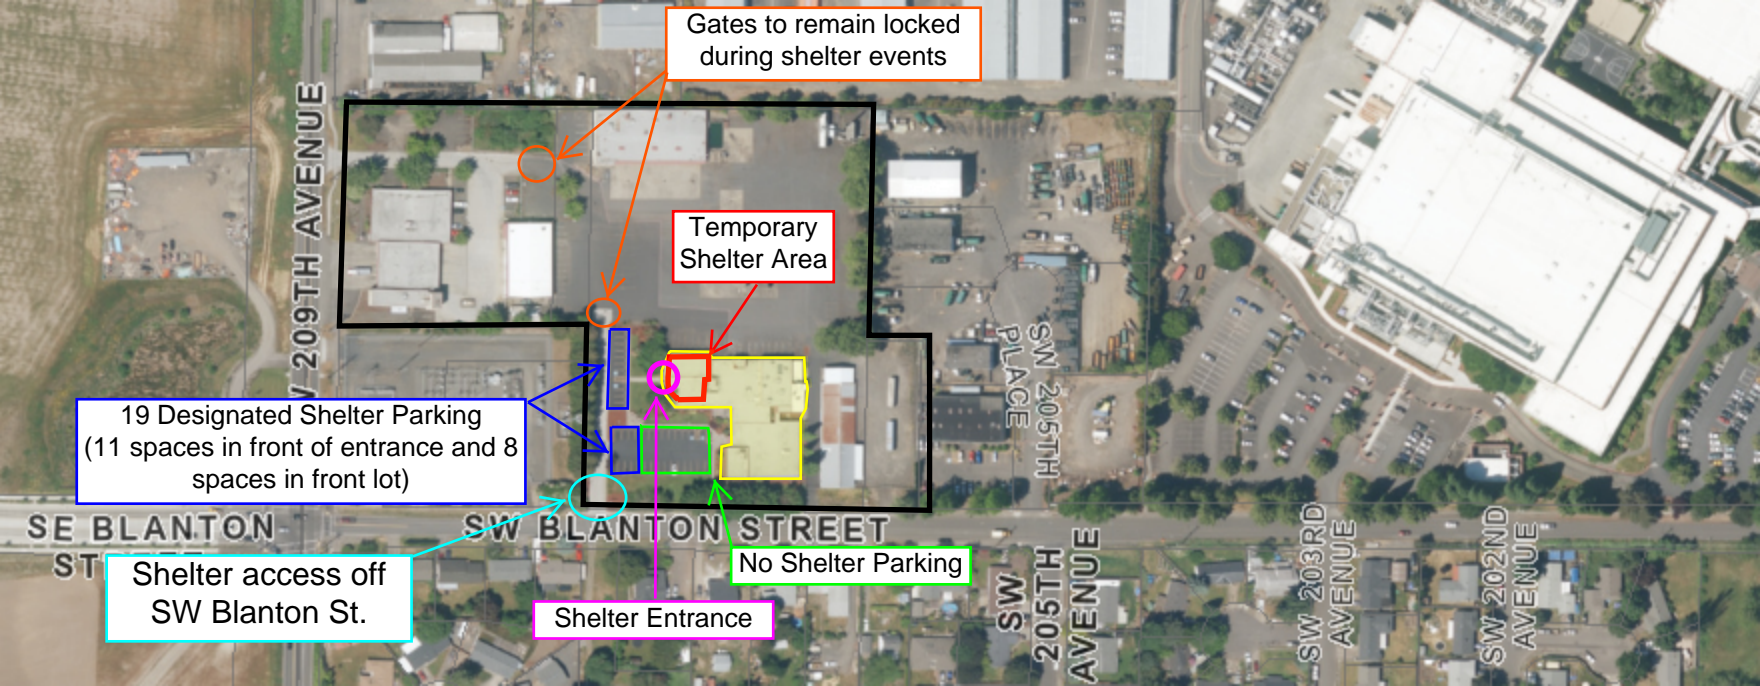 Gates to remain locked
during shelter events
SW 209TH AVENUE
Temporary
Shelter Area
SW 205TH
PLACE
19 Designated Shelter Parking
(11 spaces in front of entrance and 8
spaces in front lot)
SE BLANTON
SW BLANTON STREET
Shelter access off
SW Blanton St.
No Shelter Parking
Shelter Entrance
SW
205TH
AVENUE
SW 203RD
AVENUE
SW 202ND
AVENUE